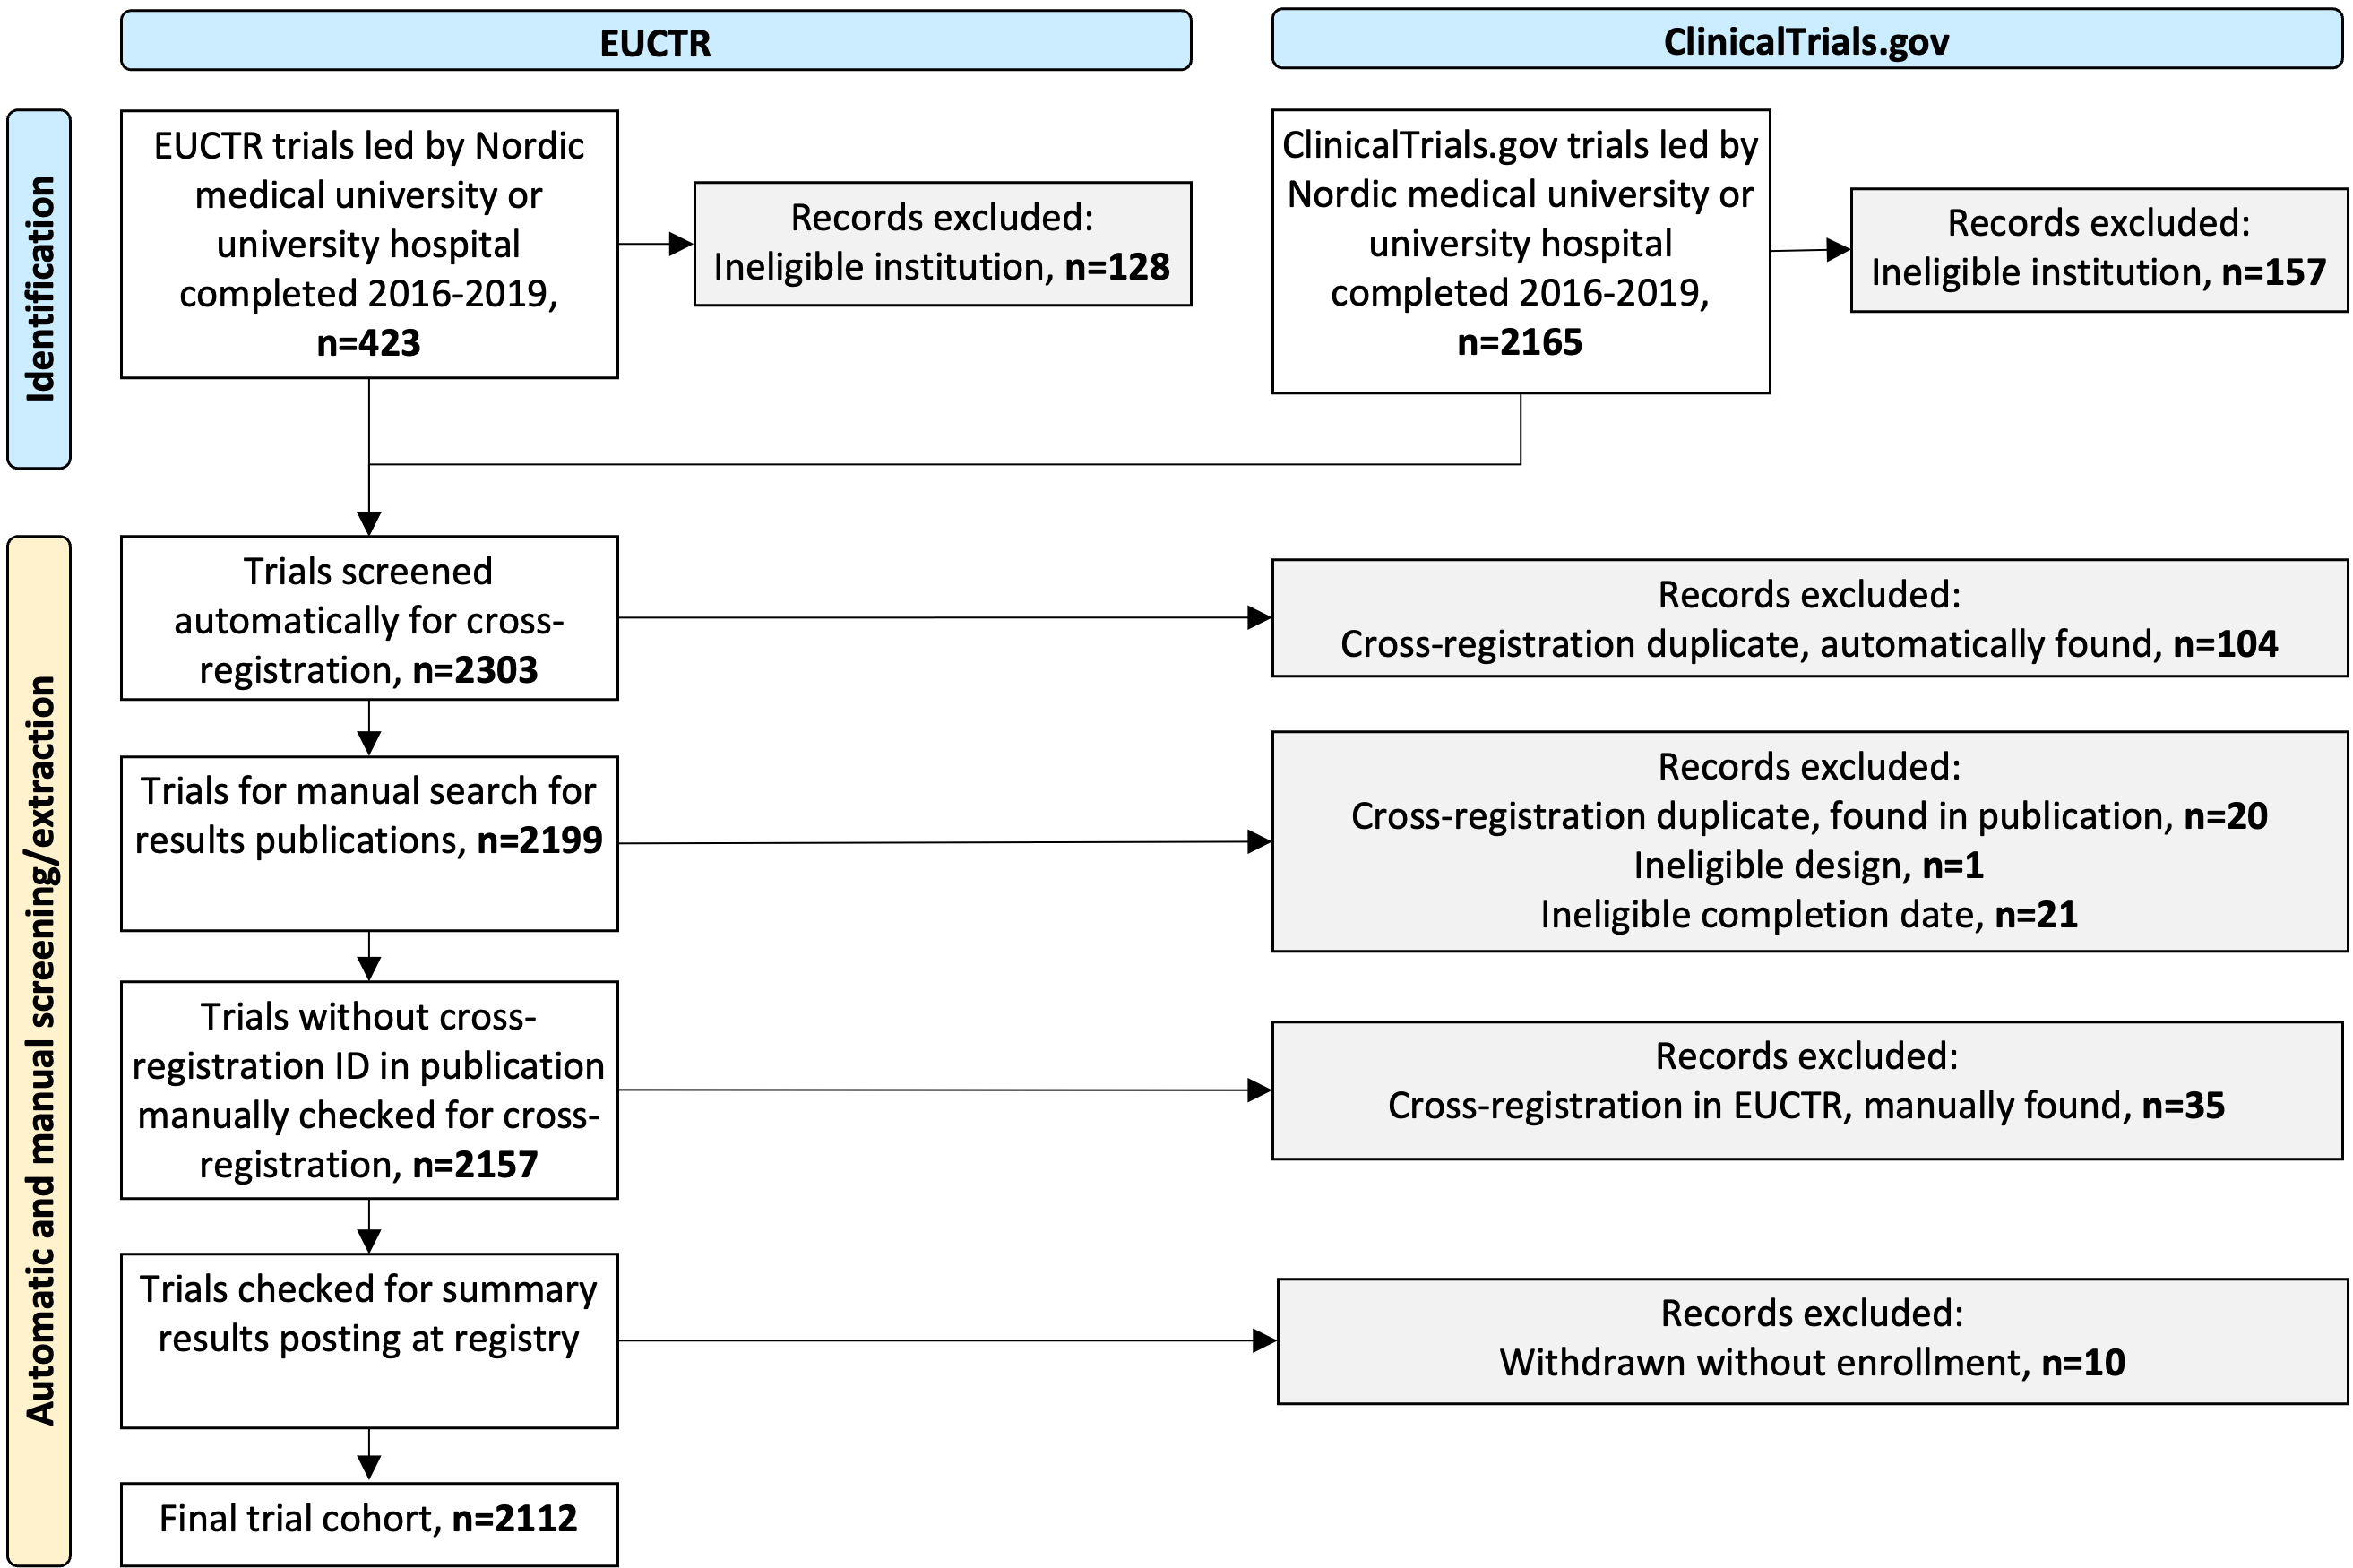 EUCTR
ClinicalTrials.gov
Identification
EUCTR trials led by Nordic
medical university or
university hospital
completed 2016-2019,
n=423
Records excluded:
Ineligible institution, n=128
ClinicalTrials.gov trials led by
Nordic medical university or
university hospital
completed 2016-2019,
n=2165
Records excluded:
Ineligible institution, n=157
Automatic and manual screening/extraction
Trials screened
automatically for cross-
registration, n=2303
Records excluded:
Cross-registration duplicate, automatically found, n=104
Trials for manual search for
results publications, n=2199
Records excluded:
Cross-registration duplicate, found in publication, n=20
Ineligible design, n=1
Ineligible completion date, n=21
Trials without cross-
registration ID in publication
manually checked for cross-
registration, n=2157
Records excluded:
Cross-registration in EUCTR, manually found, n=35
Trials checked for summary
results posting at registry
Records excluded:
Withdrawn without enrollment, n=10
Final trial cohort, n=2112